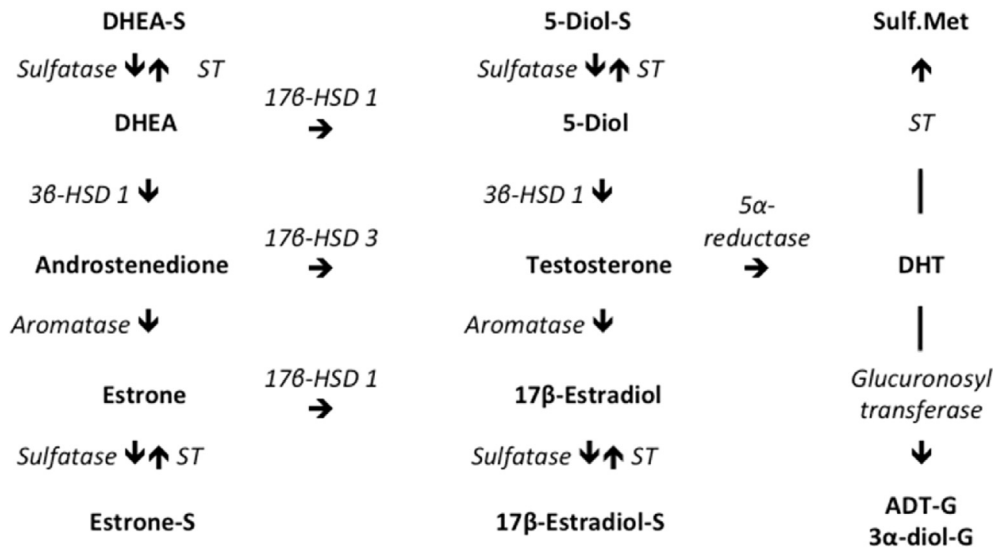 DHEA-S 5-Diol-S Sulf.Met
Sulfatase ST Sulfatase ST
17β-HSD 1
DHEA 5-Diol ST
3β-HSD 1 3β-HSD 1
5α-
17β-HSD 3 reductase
Androstenedione Testosterone DHT
Aromatase Aromatase
17β-HSD 1 Glucuronosyl
Estrone 17β-Estradiol transferase
Sulfatase ST Sulfatase ST
ADT-G
Estrone-S 17β-Estradiol-S
3α-diol-G